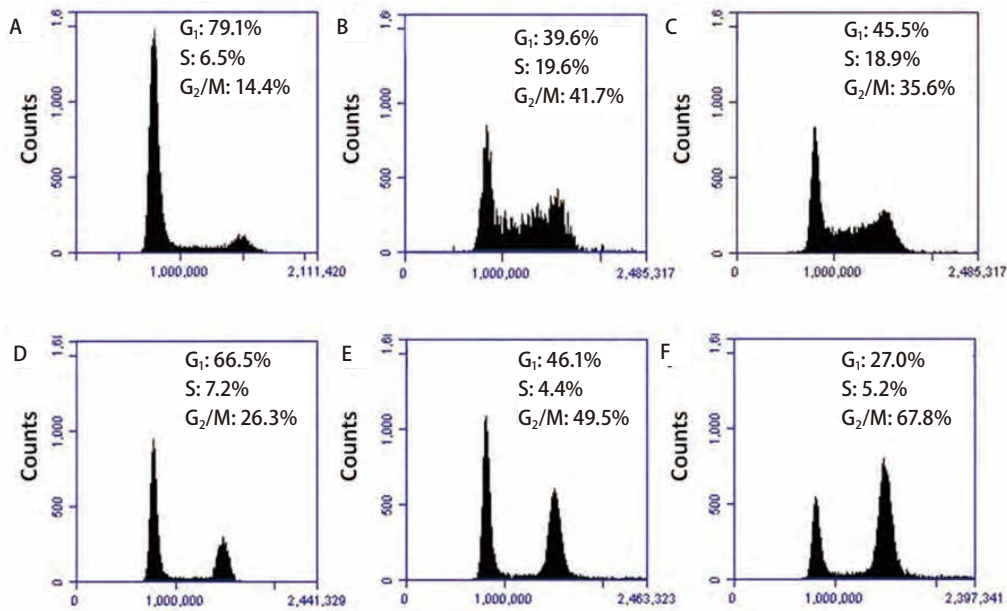 A
1,6
G₁: 79.1%
S: 6.5%
G₂/M: 14.4%
1,000
500
0
Counts
1,000,000
2,111,420
B
1,6
G₁: 39.6%
S: 19.6%
G₂/M: 41.7%
1,000
500
0
Counts
0
1,000,000
2,485,317
C
1,6
G₁: 45.5%
S: 18.9%
G₂/M: 35.6%
1,000
500
0
Counts
0
1,000,000
2,485,317
D
G₁: 66.5%
S: 7.2%
G₂/M: 26.3%
1,000
500
0
Counts
0
1,000,000
2,441,329
E
G₁: 46.1%
S: 4.4%
G₂/M: 49.5%
1,000
500
0
Counts
0
1,000,000
2,463,323
F
G₁: 27.0%
S: 5.2%
G₂/M: 67.8%
1,000
500
0
Counts
0
1,000,000
2,397,341